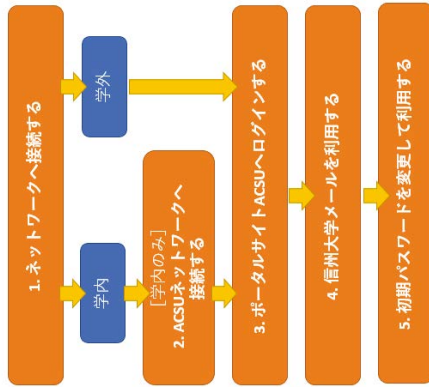 1. ネットワークへ接続する
学内
学外
[学内のみ]
2. ACSUネットワークへ
接続する
3. ポータルサイトACSUへログインする
4. 信州大学メールを利用する
5. 初期パスワードを変更して利用する